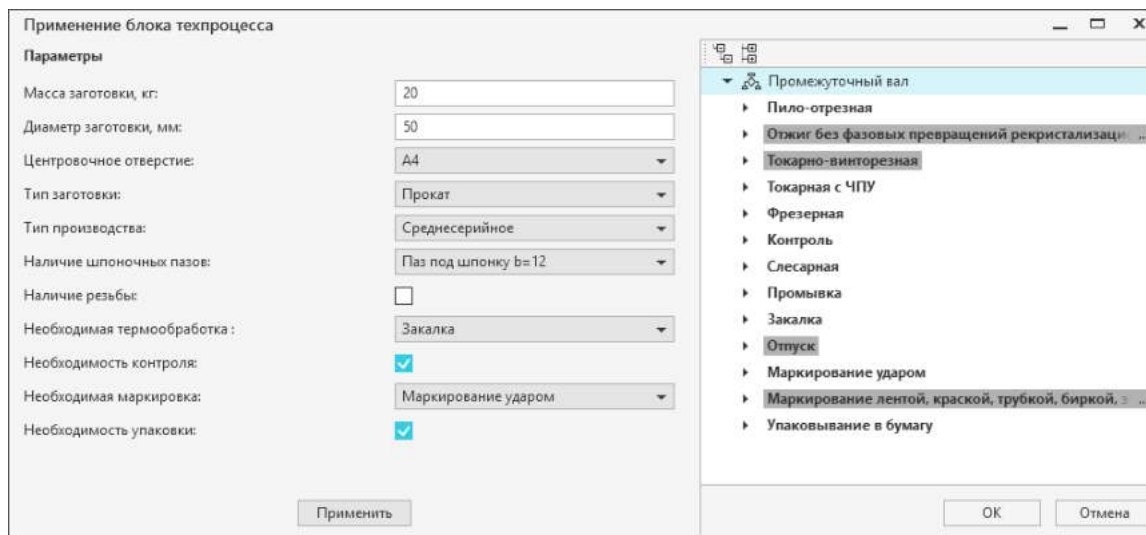 Применение блока техпроцесса
Параметры
Масса заготовки, кг: 20
Диаметр заготовки, мм: 50
Центровочное отверстие: А4
Тип заготовки: Прокат
Тип производства: Среднесерийное
Наличие шпоночных пазов: Паз под шпонку b=12
Наличие резьбы:
Необходимая термообработка : Закалка
Необходимость контроля:
Необходимая маркировка: Маркирование ударом
Необходимость упаковки:
Применить
Промежуточный вал
Пило-отрезная
Отжиг без фазовых превращений рекристализаци ...
Токарно-винторезная
Токарная с ЧПУ
Фрезерная
Контроль
Слесарная
Промывка
Закалка
Отпуск
Маркирование ударом
Маркирование лентой, краской, трубкой, биркой, э ...
Упаковывание в бумагу
ОК Отмена